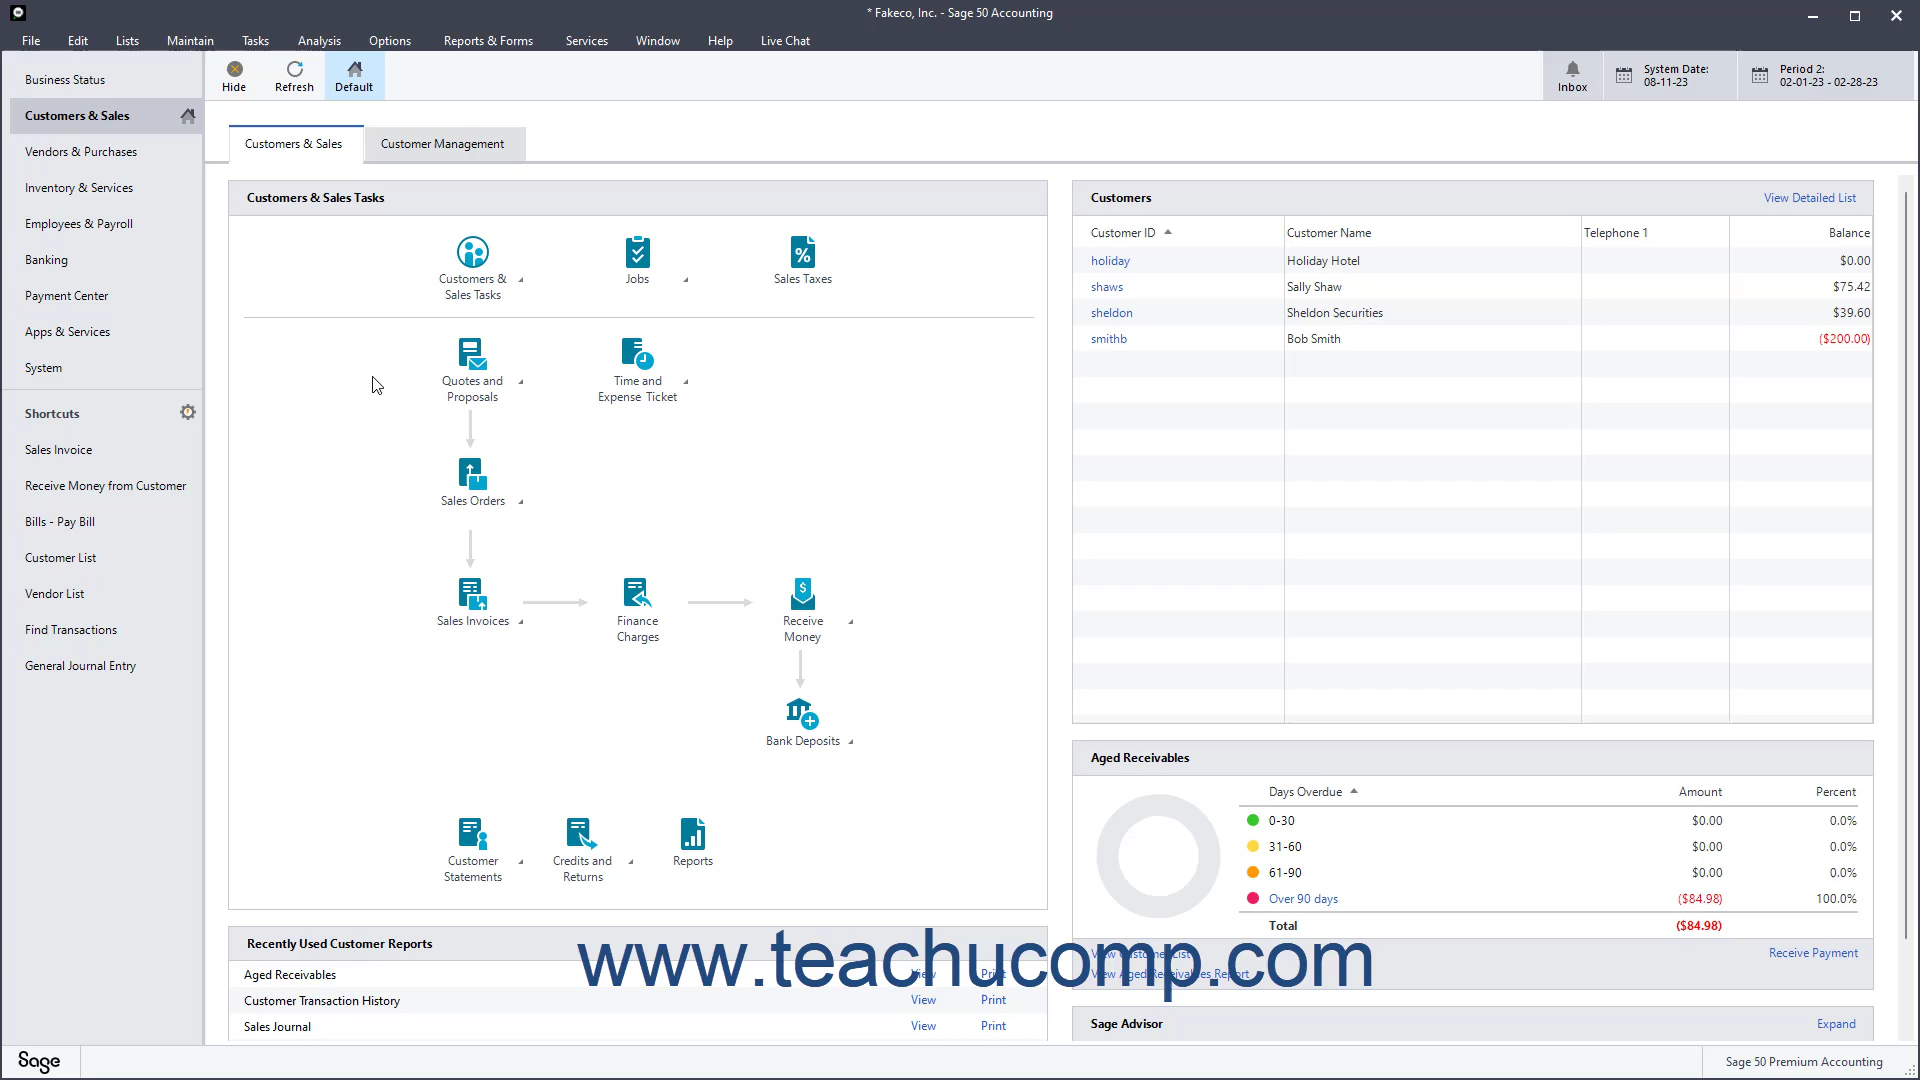 * Fakeco, Inc. - Sage 50 Accounting
File Edit Lists Maintain Tasks Analysis Options Reports & Forms Services Window Help Live Chat
Business Status
Customers & Sales
Vendors & Purchases
Inventory & Services
Employees & Payroll
Banking
Payment Center
Apps & Services
System
Shortcuts
Sales Invoice
Receive Money from Customer
Bills - Pay Bill
Customer List
Vendor List
Find Transactions
General Journal Entry
Hide Refresh Default
Inbox
System Date:
08-11-23
Period 2:
02-01-23 - 02-28-23
Customers & Sales Customer Management
Customers & Sales Tasks
Customers &
Sales Tasks
Jobs
Sales Taxes
Quotes and
Proposals
Time and
Expense Ticket
Sales Orders
Sales Invoices
Finance
Charges
Receive
Money
Bank Deposits
Customer
Statements
Credits and
Returns
Reports
Recently Used Customer Reports
Aged Receivables View Print
Customer Transaction History View Print
Sales Journal View Print
Customers View Detailed List
Customer ID Customer Name Telephone 1 Balance
holiday Holiday Hotel $0.00
shaws Sally Shaw $75.42
sheldon Sheldon Securities $39.60
smithb Bob Smith ($200.00)
Aged Receivables
Days Overdue Amount Percent
0-30 $0.00 0.0%
31-60 $0.00 0.0%
61-90 $0.00 0.0%
Over 90 days ($84.98) 100.0%
Total ($84.98)
View Customer List Receive Payment
View Aged Receivables Report
Sage Advisor Expand
www.teachucomp.com
Sage
Sage 50 Premium Accounting